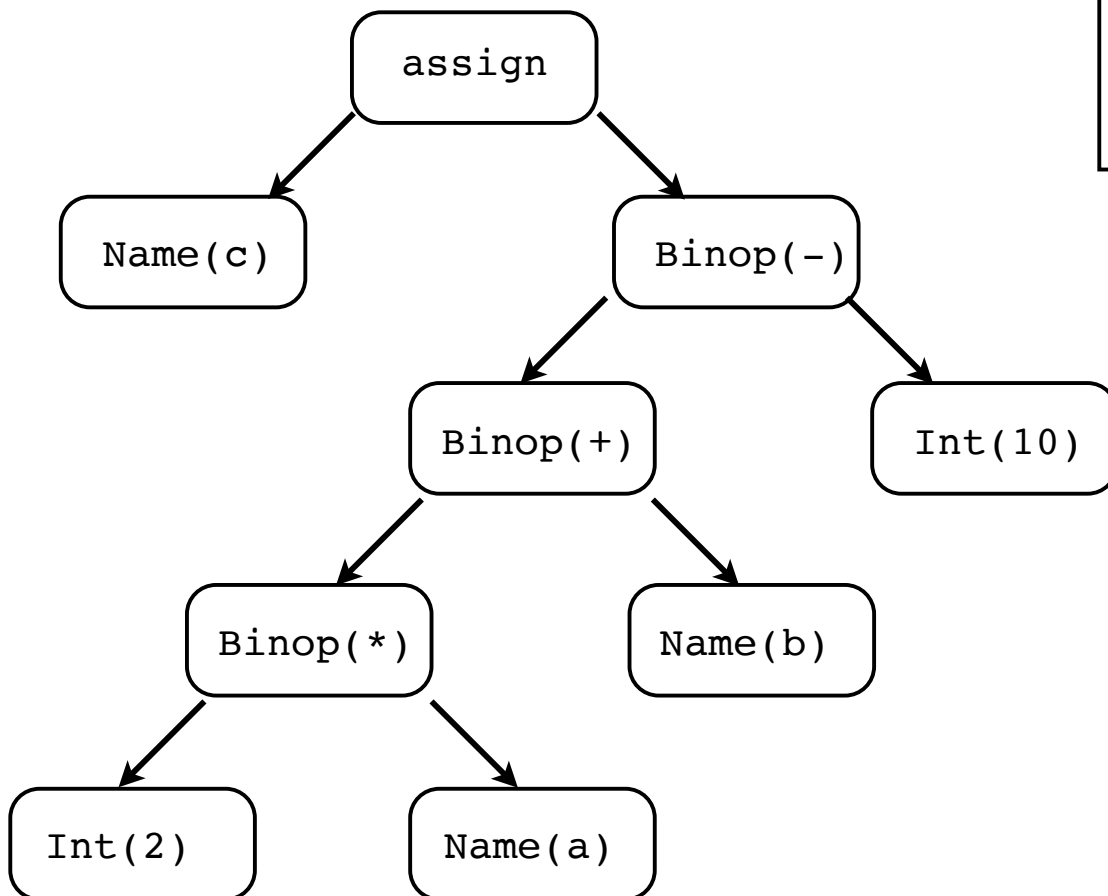 assign
Name(c)
Binop(-)
Binop(+)
Int(10)
Binop(*)
Name(b)
Int(2)
Name(a)